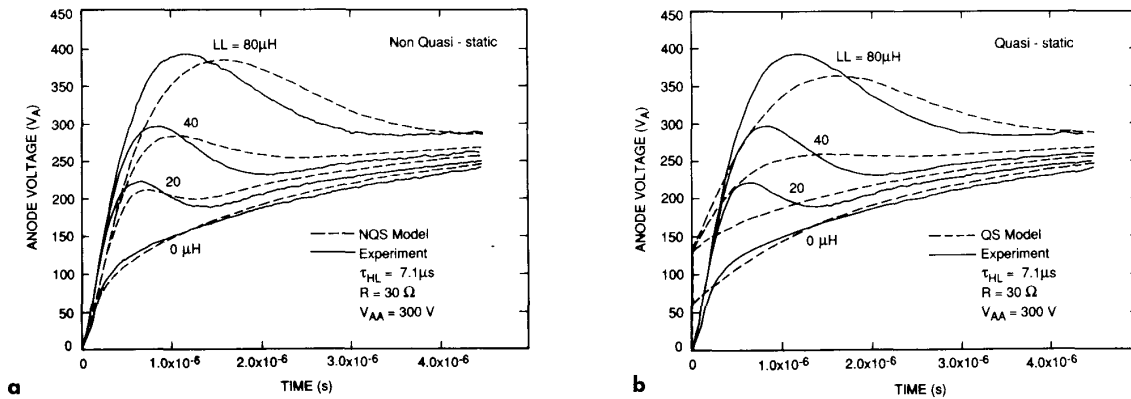 450
400
350
300
250
200
150
100
50
0
ANODE VOLTAGE (VA)
LL = 80μH
Non Quasi - static
40
20
0 μH
NQS Model
Experiment
τHL = 7.1μs
R = 30 Ω
VAA = 300 V
0
1.0x10-6
2.0x10-6
3.0x10-6
4.0x10-6
TIME (s)
a
450
400
350
300
250
200
150
100
50
0
ANODE VOLTAGE (VA)
LL = 80μH
Quasi - static
40
20
0 μH
QS Model
Experiment
τHL = 7.1μs
R = 30 Ω
VAA = 300 V
0
1.0x10-6
2.0x10-6
3.0x10-6
4.0x10-6
TIME (s)
b